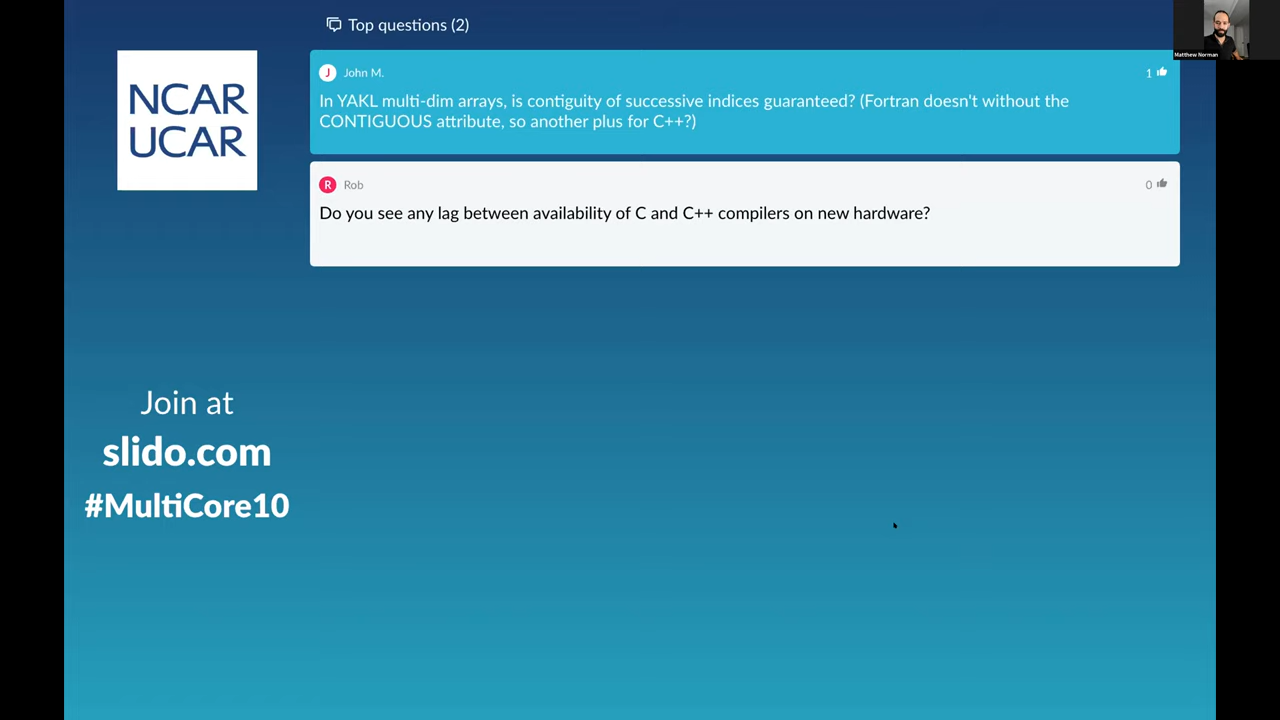 Top questions (2)
Matthew Norman
NCAR
UCAR
J John M.
1
In YAKL multi-dim arrays, is contiguity of successive indices guaranteed? (Fortran doesn't without the
CONTIGUOUS attribute, so another plus for C++?)
R Rob
0
Do you see any lag between availability of C and C++ compilers on new hardware?
Join at
slido.com
#MultiCore10